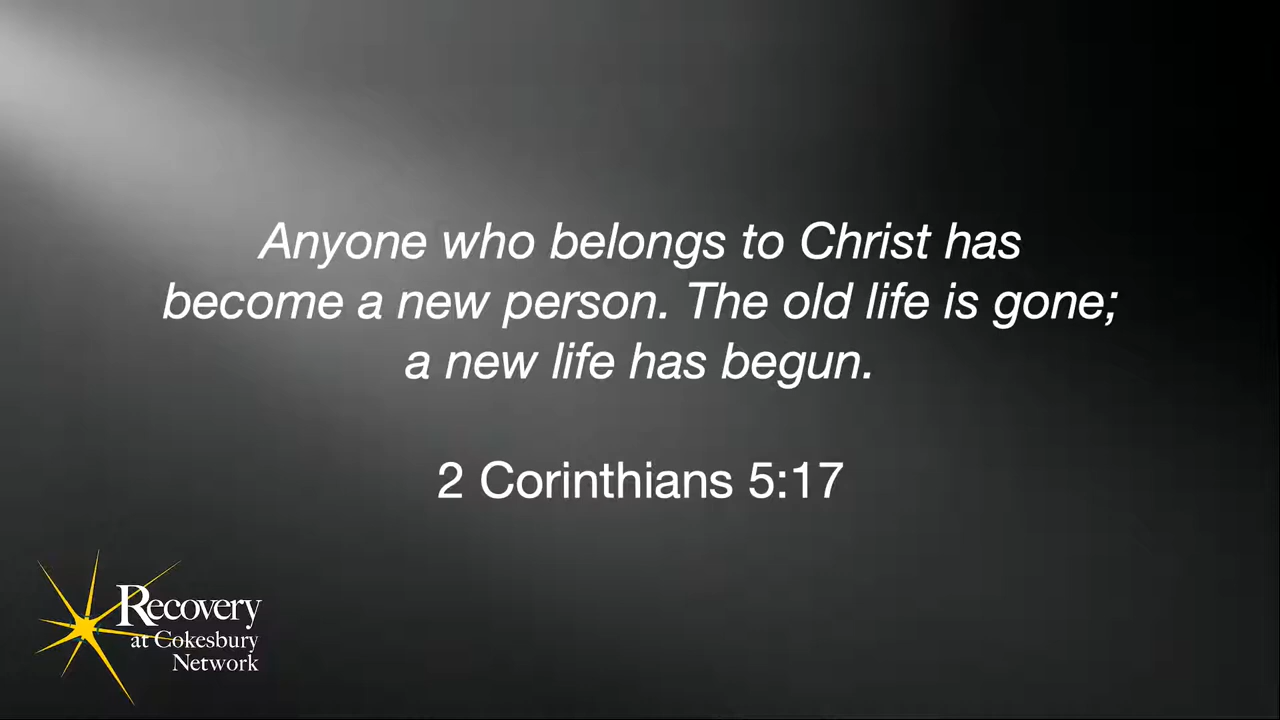 Anyone who belongs to Christ has
become a new person. The old life is gone;
a new life has begun.
2 Corinthians 5:17
Recovery
at Cokesbury
Network